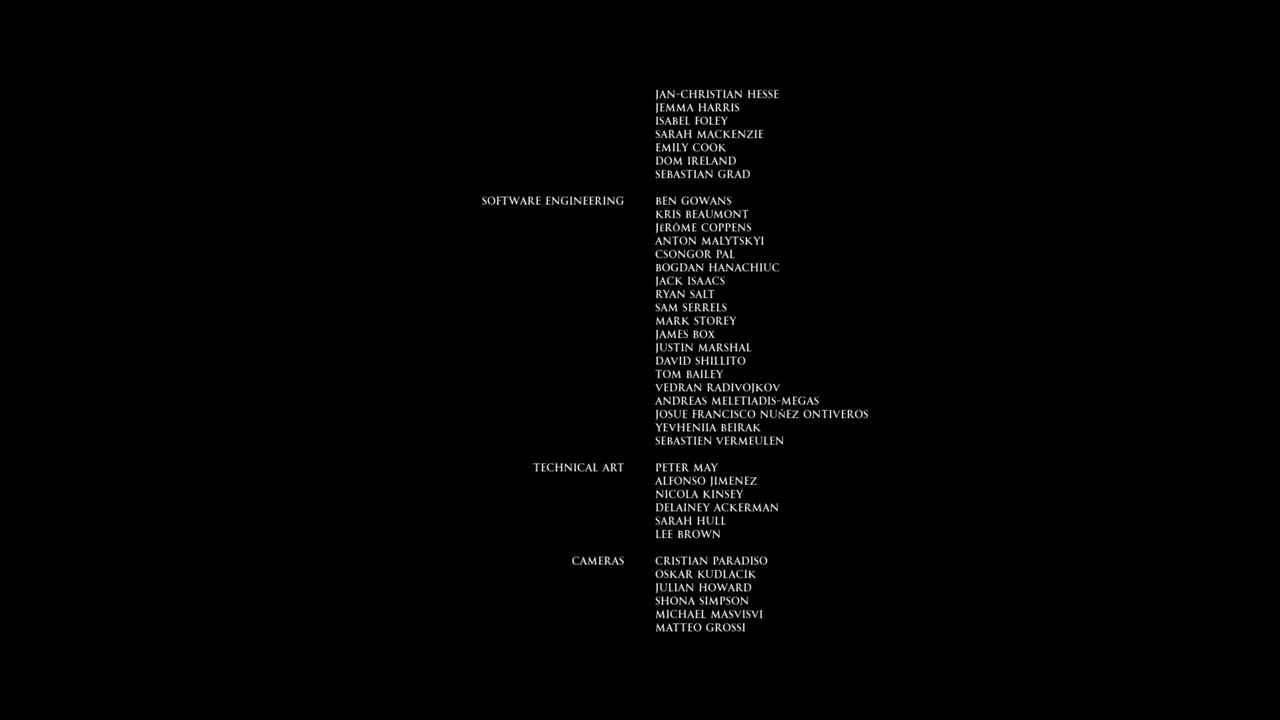 JAN-CHRISTIAN HESSE
JEMMA HARRIS
ISABEL FOLEY
SARAH MACKENZIE
EMILY COOK
DOM IRELAND
SEBASTIAN GRAD
SOFTWARE ENGINEERING BEN GOWANS
KRIS BEAUMONT
JÉRÔME COPPENS
ANTON MALYTSKYI
CSONGOR PAL
BOGDAN HANACHIUC
JACK ISAACS
RYAN SALT
SAM SERRELS
MARK STOREY
JAMES BOX
JUSTIN MARSHAL
DAVID SHILLITO
TOM BAILEY
VEDRAN RADIVOJKOV
ANDREAS MELETIADIS-MEGAS
JOSUE FRANCISCO NUÑEZ ONTIVEROS
YEVHENIIA BEIRAK
SEBASTIEN VERMEULEN
TECHNICAL ART PETER MAY
ALFONSO JIMENEZ
NICOLA KINSEY
DELAINEY ACKERMAN
SARAH HULL
LEE BROWN
CAMERAS CRISTIAN PARADISO
OSKAR KUDLACIK
JULIAN HOWARD
SHONA SIMPSON
MICHAEL MASVISVI
MATTEO GROSSI